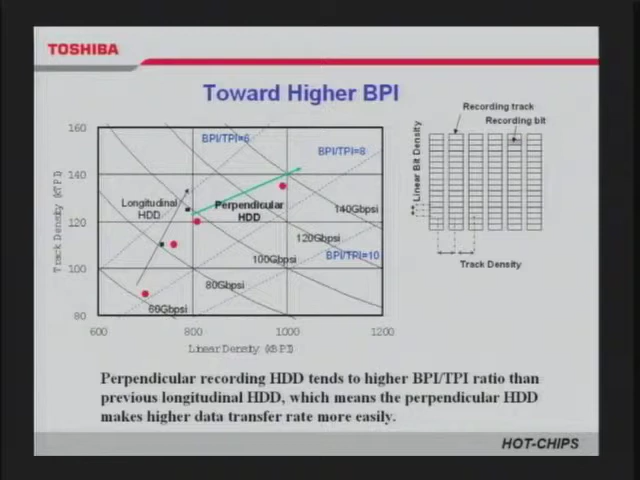 TOSHIBA
Toward Higher BPI
160
140
120
100
80
600
800
1000
1200
Track Density (kTPI)
Linear Density (kBPI)
BPI/TPI=6
BPI/TPI=8
BPI/TPI=10
Longitudinal
HDD
Perpendicular
HDD
140Gbpsi
120Gbpsi
100Gbpsi
80Gbpsi
60Gbpsi
Recording track
Recording bit
Linear Bit Density
Track Density
Perpendicular recording HDD tends to higher BPI/TPI ratio than
previous longitudinal HDD, which means the perpendicular HDD
makes higher data transfer rate more easily.
HOT-CHIPS